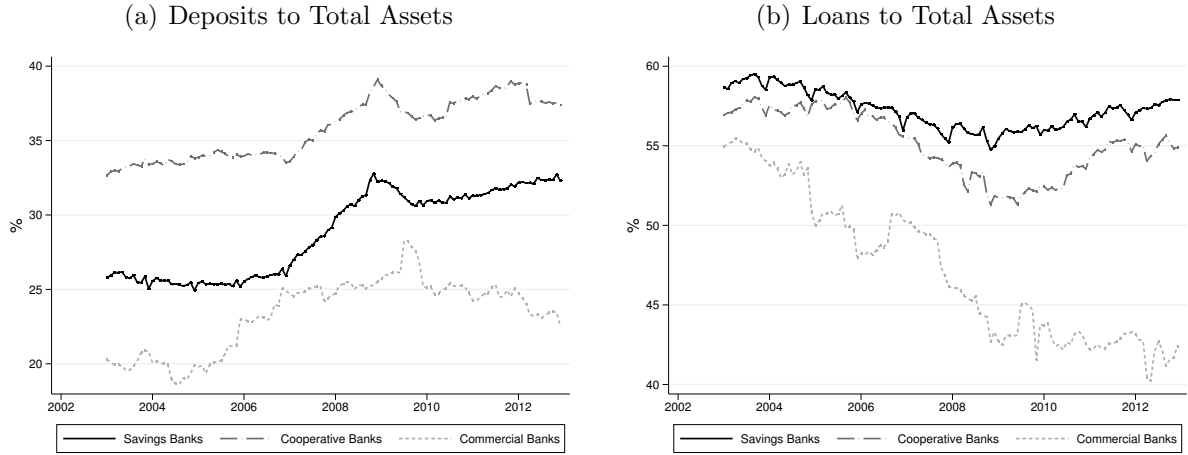 (a) Deposits to Total Assets
40
35
30
25
20
%
2002 2004 2006 2008 2010 2012
Savings Banks Cooperative Banks Commercial Banks
(b) Loans to Total Assets
60
55
50
45
40
%
2002 2004 2006 2008 2010 2012
Savings Banks Cooperative Banks Commercial Banks